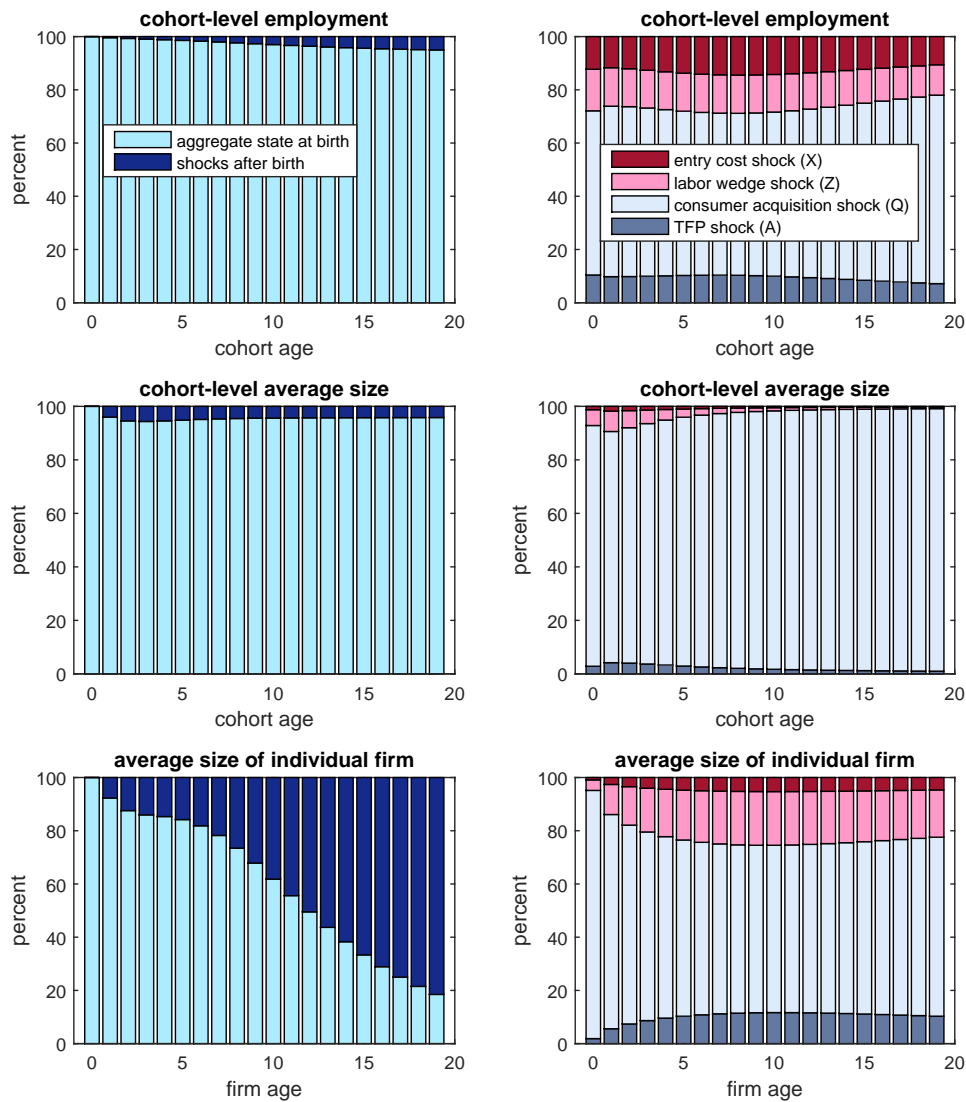 cohort-level employment
100
80
60
40
20
0
percent
aggregate state at birth
shocks after birth
0 5 10 15 20
cohort age
cohort-level employment
100
80
60
40
20
0
percent
entry cost shock (X)
labor wedge shock (Z)
consumer acquisition shock (Q)
TFP shock (A)
0 5 10 15 20
cohort age
cohort-level average size
100
80
60
40
20
0
percent
0 5 10 15 20
cohort age
cohort-level average size
100
80
60
40
20
0
percent
0 5 10 15 20
cohort age
average size of individual firm
100
80
60
40
20
0
percent
0 5 10 15 20
firm age
average size of individual firm
100
80
60
40
20
0
percent
0 5 10 15 20
firm age